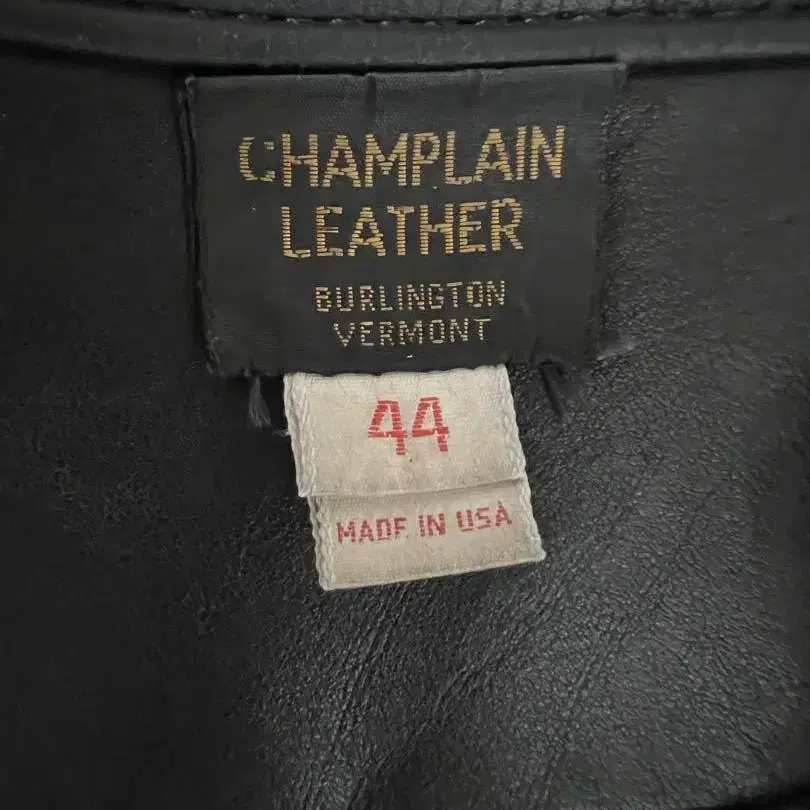 CHAMPLAIN
LEATHER
BURLINGTON
VERMONT
44
MADE IN USA